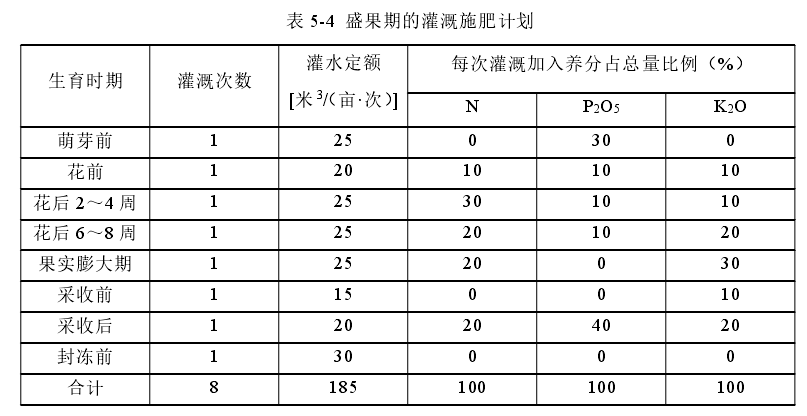 表 5-4 盛果期的灌溉施肥计划
生育时期 灌溉次数 灌水定额 [米³/(亩·次)] 每次灌溉加入养分占总量比例（%）
N P₂O₅ K₂O
萌芽前 1 25 0 30 0
花前 1 20 10 10 10
花后 2～4 周 1 25 30 10 10
花后 6～8 周 1 25 20 10 20
果实膨大期 1 25 20 0 30
采收前 1 15 0 0 10
采收后 1 20 20 40 20
封冻前 1 30 0 0 0
合计 8 185 100 100 100